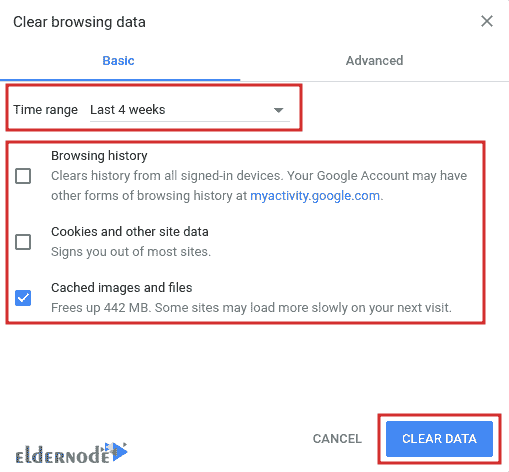 Clear browsing data
Basic
Advanced
Time range Last 4 weeks
Browsing history
Clears history from all signed-in devices. Your Google Account may have
other forms of browsing history at myactivity.google.com.
Cookies and other site data
Signs you out of most sites.
Cached images and files
Frees up 442 MB. Some sites may load more slowly on your next visit.
CANCEL
CLEAR DATA
ELDERNODE